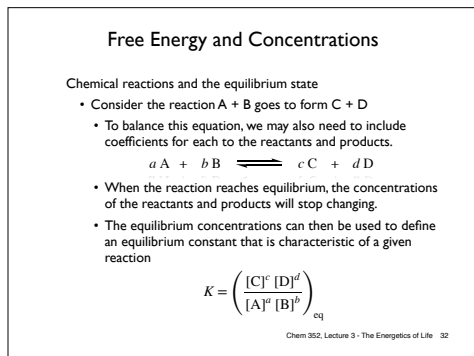 Free Energy and Concentrations
Chemical reactions and the equilibrium state
• Consider the reaction A + B goes to form C + D
• To balance this equation, we may also need to include
coefficients for each to the reactants and products.
a A + b B ⇌ c C + d D
• When the reaction reaches equilibrium, the concentrations
of the reactants and products will stop changing.
• The equilibrium concentrations can then be used to define
an equilibrium constant that is characteristic of a given
reaction
K = ([C]^c [D]^d / [A]^a [B]^b)_eq
Chem 352, Lecture 3 - The Energetics of Life 32